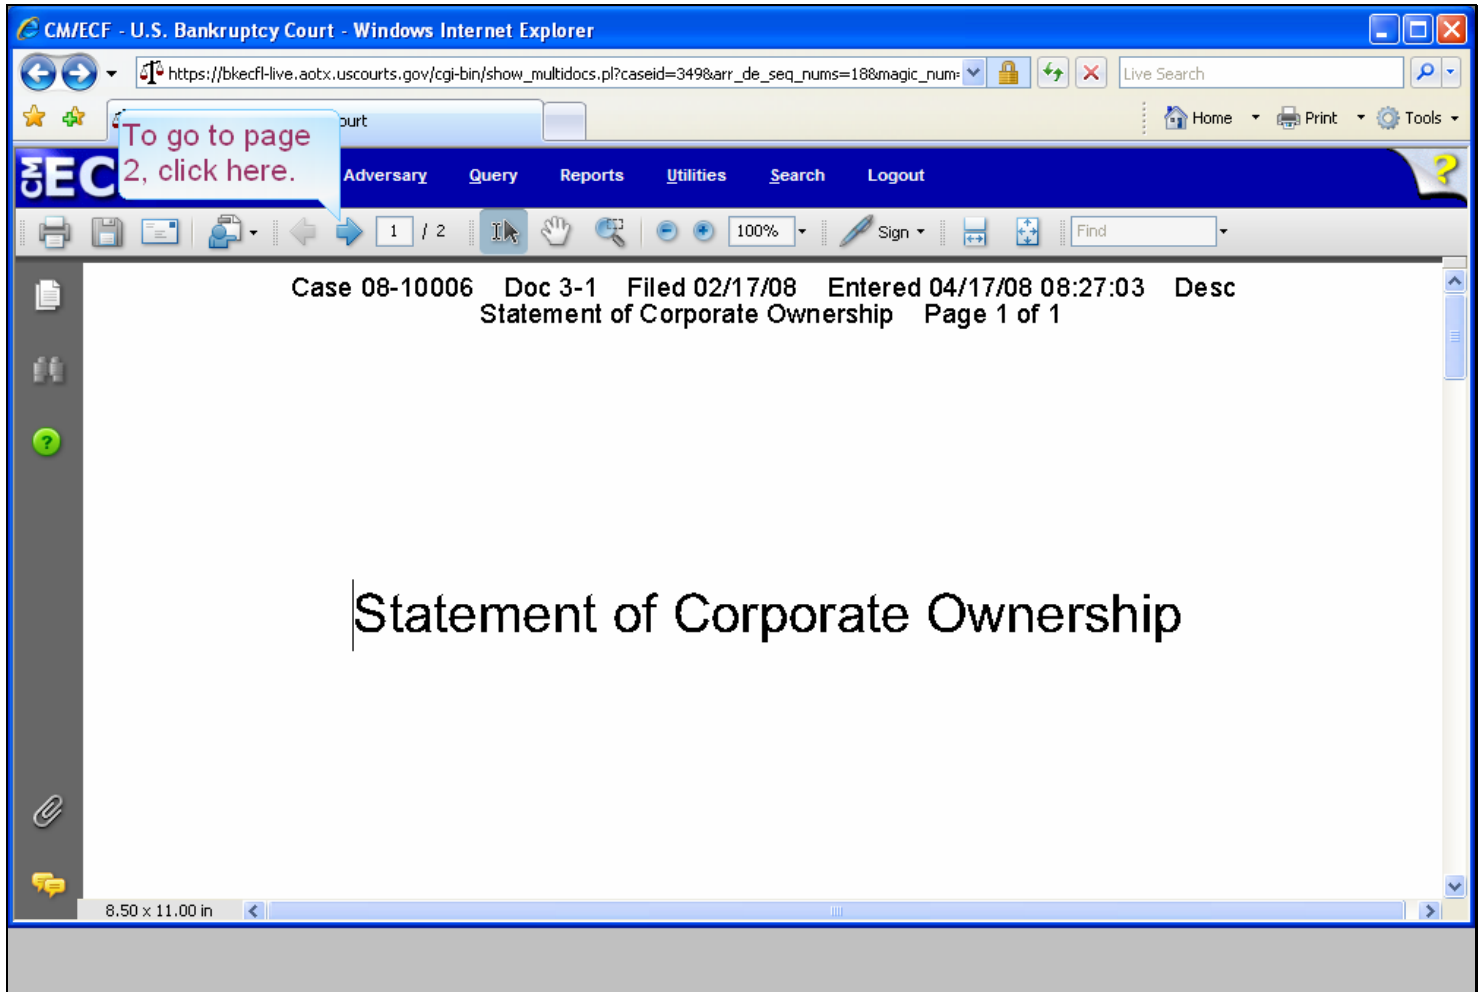 CM/ECF - U.S. Bankruptcy Court - Windows Internet Explorer
https://bkecfl-live.aotx.uscourts.gov/cgi-bin/show_multidocs.pl?caseid=349&arr_de_seq_nums=18&magic_num=
Live Search
Home Print Tools
To go to page
2, click here.
CM EC Adversary Query Reports Utilities Search Logout ?
1 / 2 100% Sign Find
Case 08-10006 Doc 3-1 Filed 02/17/08 Entered 04/17/08 08:27:03 Desc
Statement of Corporate Ownership Page 1 of 1
Statement of Corporate Ownership
8.50 x 11.00 in